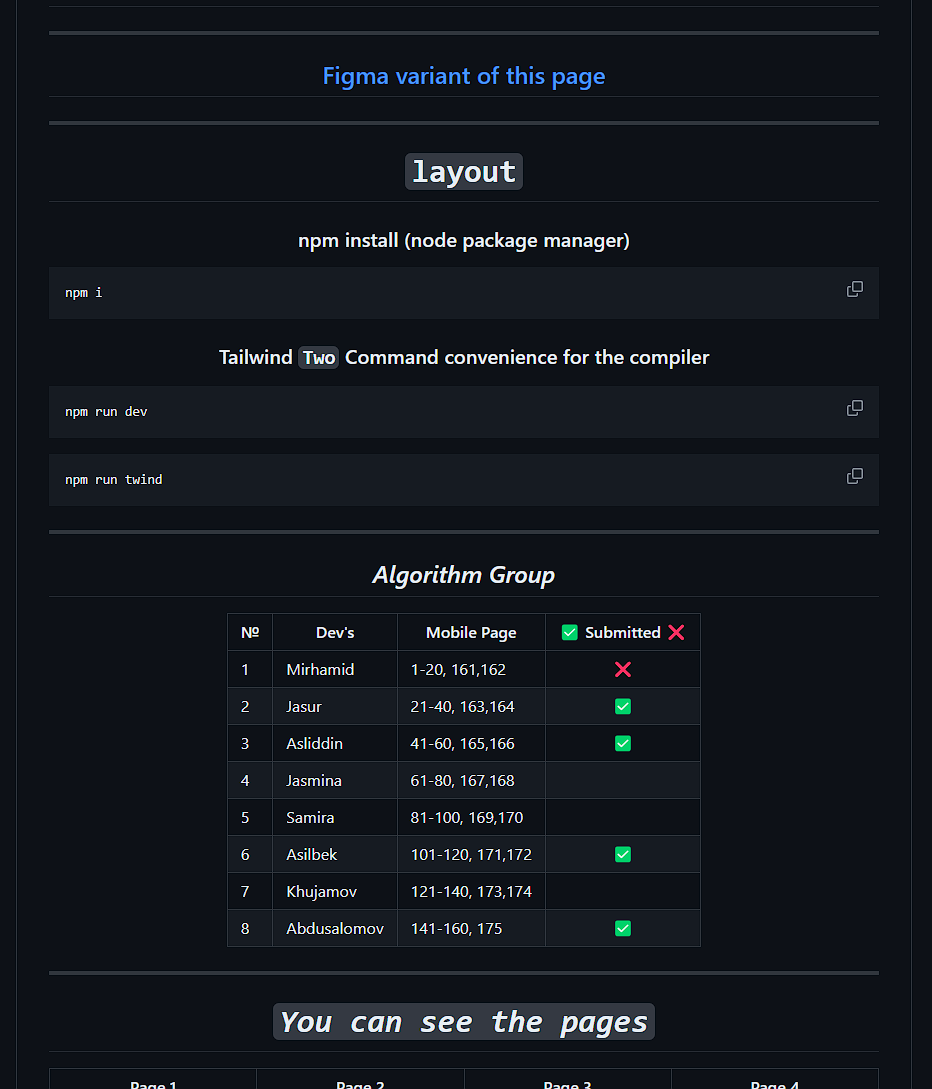 Figma variant of this page
layout
npm install (node package manager)
npm i
Tailwind Two Command convenience for the compiler
npm run dev
npm run twind
Algorithm Group
№ Dev's Mobile Page ✅ Submitted ❌
1 Mirhamid 1-20, 161,162 ❌
2 Jasur 21-40, 163,164 ✅
3 Asliddin 41-60, 165,166 ✅
4 Jasmina 61-80, 167,168
5 Samira 81-100, 169,170
6 Asilbek 101-120, 171,172 ✅
7 Khujamov 121-140, 173,174
8 Abdusalomov 141-160, 175 ✅
You can see the pages
Page 1 Page 2 Page 3 Page 4